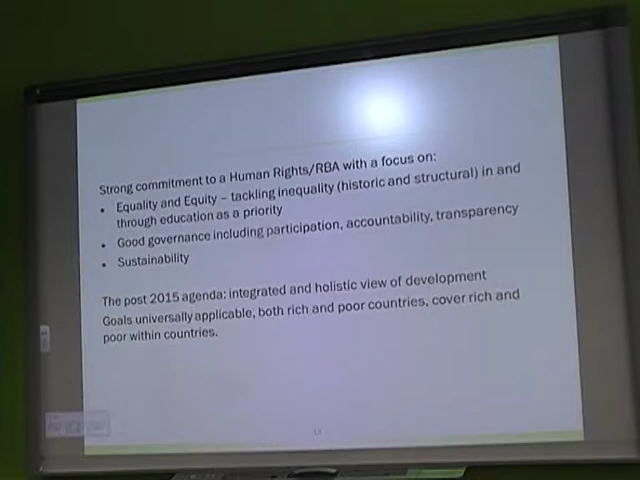 Strong commitment to a Human Rights/RBA with a focus on:
• Equality and Equity – tackling inequality (historic and structural) in and
through education as a priority
• Good governance including participation, accountability, transparency
• Sustainability
The post 2015 agenda: integrated and holistic view of development
Goals universally applicable, both rich and poor countries, cover rich and
poor within countries.